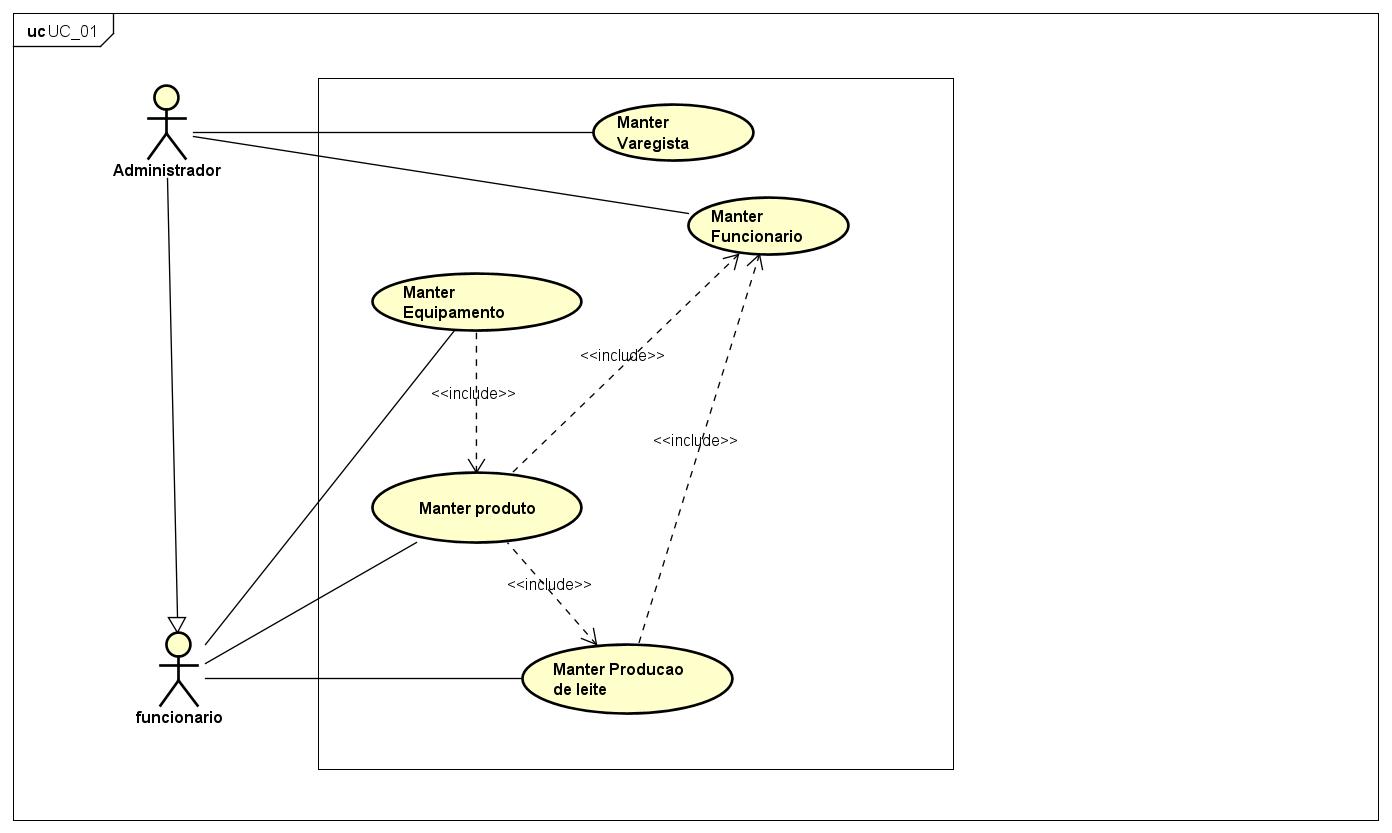 uc UC_01
Administrador
Manter
Varegista
Manter
Funcionario
Manter
Equipamento
<<include>>
<<include>>
<<include>>
Manter produto
<<include>>
Manter Producao
de leite
funcionario